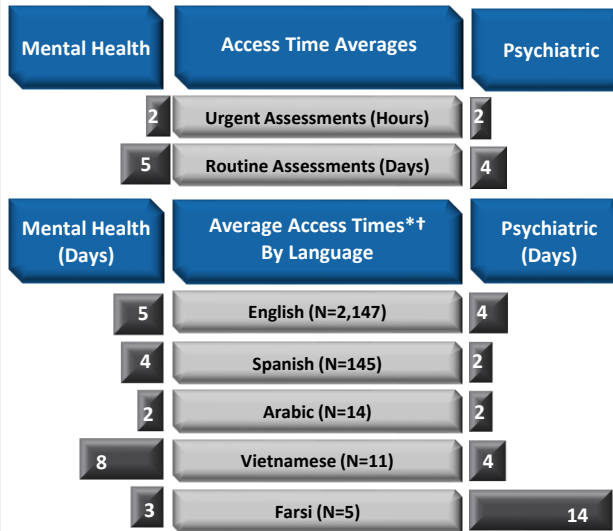 Mental Health Access Time Averages Psychiatric
2 Urgent Assessments (Hours) 2
5 Routine Assessments (Days) 4
Mental Health Average Access Times*† Psychiatric
(Days) By Language (Days)
5 English (N=2,147) 4
4 Spanish (N=145) 2
2 Arabic (N=14) 2
8 Vietnamese (N=11) 4
3 Farsi (N=5) 14